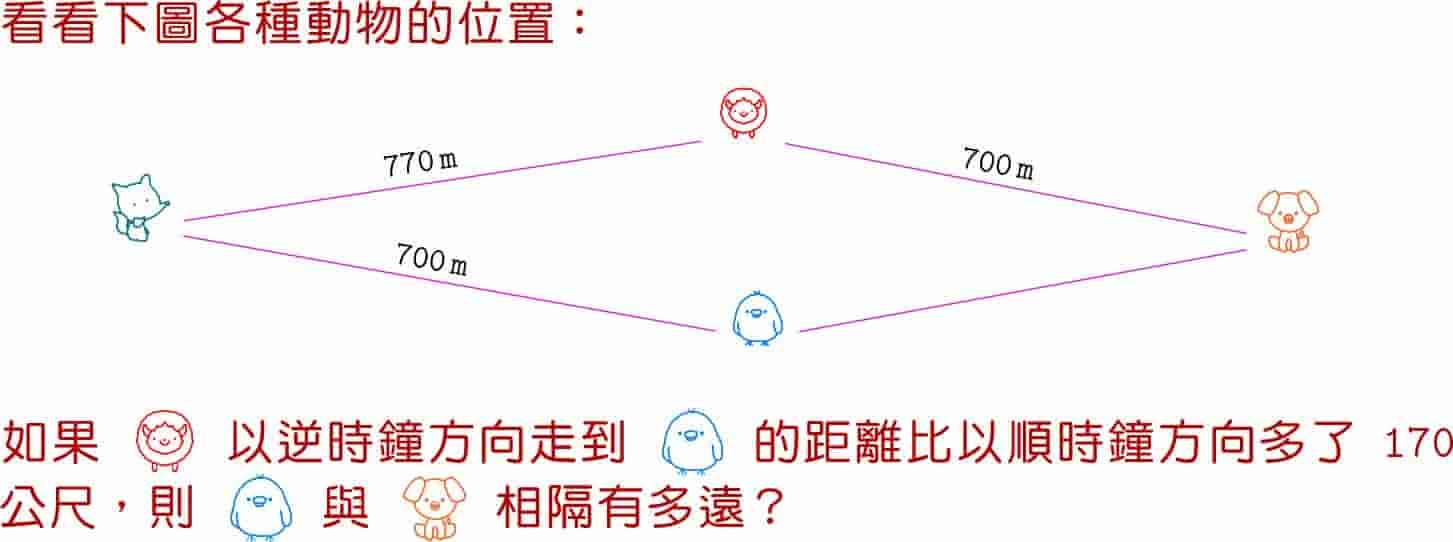 看看下圖各種動物的位置：
770 m
700 m
700 m
如果 以逆時鐘方向走到 的距離比以順時鐘方向多了 170
公尺，則 與 相隔有多遠？